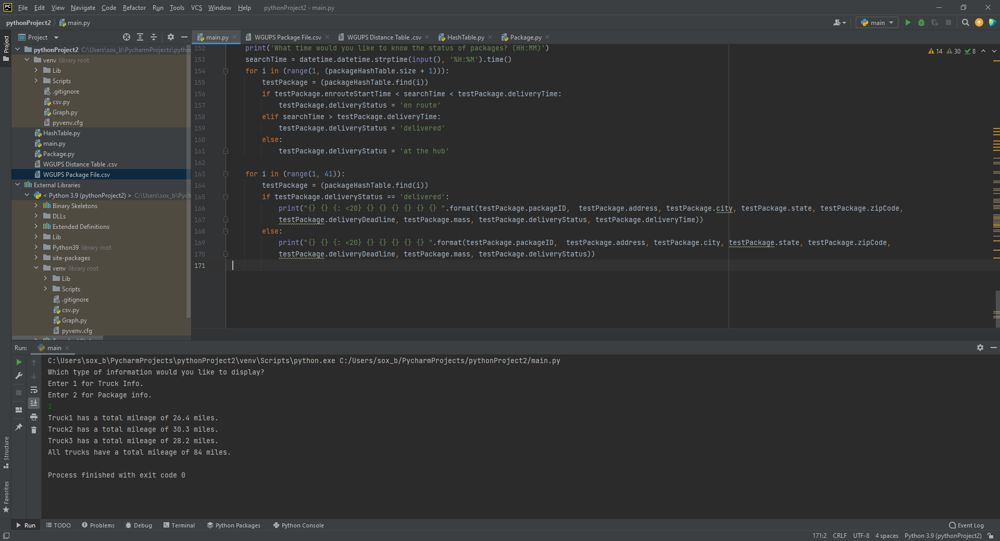 File Edit View Navigate Code Refactor Run Tools VCS Window Help pythonProject2 - main.py
pythonProject2 main.py
main
Project
Project
main.py
WGUPS Package File.csv
WGUPS Distance Table .csv
HashTable.py
Package.py
pythonProject2 C:\Users\sox_b\PycharmProjects\pytho
venv library root
Lib
Scripts
.gitignore
csv.py
Graph.py
pyvenv.cfg
HashTable.py
main.py
Package.py
WGUPS Distance Table .csv
WGUPS Package File.csv
External Libraries
< Python 3.9 (pythonProject2) > C:\Users\sox_b\Pych
Binary Skeletons
DLLs
Extended Definitions
Lib
Python39 library root
site-packages
venv library root
Lib
Scripts
.gitignore
csv.py
Graph.py
pyvenv.cfg
14 30 8
152 print('What time would you like to know the status of packages? (HH:MM)')
153 searchTime = datetime.datetime.strptime(input(), '%H:%M').time()
154 for i in (range(1, (packageHashTable.size + 1))):
155 testPackage = (packageHashTable.find(i))
156 if testPackage.enrouteStartTime < searchTime < testPackage.deliveryTime:
157 testPackage.deliveryStatus = 'en route'
158 elif searchTime > testPackage.deliveryTime:
159 testPackage.deliveryStatus = 'delivered'
160 else:
161 testPackage.deliveryStatus = 'at the hub'
162
163 for i in (range(1, 41)):
164 testPackage = (packageHashTable.find(i))
165 if testPackage.deliveryStatus == 'delivered':
166 print("{} {} {: <20} {} {} {} {} {} {} ".format(testPackage.packageID,  testPackage.address, testPackage.city, testPackage.state, testPackage.zipCode,
167 testPackage.deliveryDeadline, testPackage.mass, testPackage.deliveryStatus, testPackage.deliveryTime))
168 else:
169 print("{} {} {: <20} {} {} {} {} {} ".format(testPackage.packageID,  testPackage.address, testPackage.city, testPackage.state, testPackage.zipCode,
170 testPackage.deliveryDeadline, testPackage.mass, testPackage.deliveryStatus))
171
Run: main
C:\Users\sox_b\PycharmProjects\pythonProject2\venv\Scripts\python.exe C:/Users/sox_b/PycharmProjects/pythonProject2/main.py
Which type of information would you like to display?
Enter 1 for Truck Info.
Enter 2 for Package info.
1
Truck1 has a total mileage of 26.4 miles.
Truck2 has a total mileage of 30.3 miles.
Truck3 has a total mileage of 28.2 miles.
All trucks have a total mileage of 84 miles.
Process finished with exit code 0
Structure
Favorites
Run TODO Problems Debug Terminal Python Packages Python Console Event Log
171:2 CRLF UTF-8 4 spaces Python 3.9 (pythonProject2)